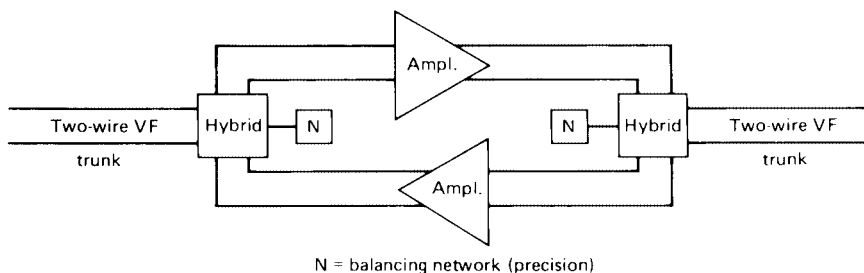 Ampl.
Two-wire VF
trunk
Hybrid
N
N
Hybrid
Two-wire VF
trunk
Ampl.
N = balancing network (precision)